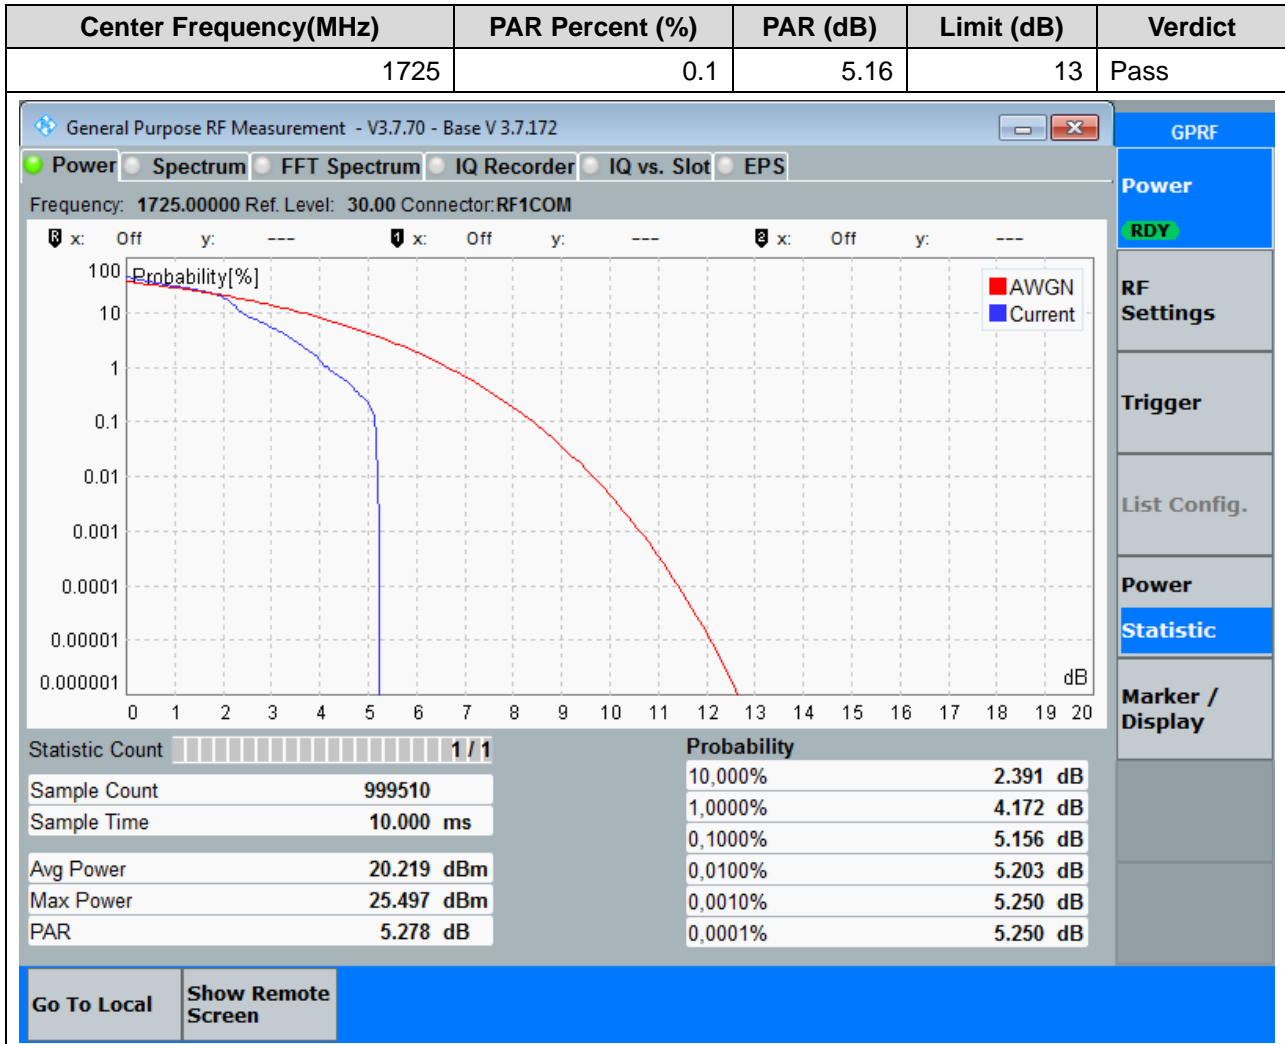 Center Frequency(MHz) PAR Percent (%) PAR (dB) Limit (dB) Verdict
1725 0.1 5.16 13 Pass
General Purpose RF Measurement - V3.7.70 - Base V 3.7.172
GPRF
Power Spectrum FFT Spectrum IQ Recorder IQ vs. Slot EPS
Frequency: 1725.00000 Ref. Level: 30.00 Connector:RF1COM
R x: Off y: --- 1 x: Off y: --- 2 x: Off y: ---
Probability[%]
100
10
1
0.1
0.01
0.001
0.0001
0.00001
0.000001
AWGN
Current
dB
0 1 2 3 4 5 6 7 8 9 10 11 12 13 14 15 16 17 18 19 20
Statistic Count 1 / 1
Sample Count 999510
Sample Time 10.000 ms
Avg Power 20.219 dBm
Max Power 25.497 dBm
PAR 5.278 dB
Probability
10,000% 2.391 dB
1,0000% 4.172 dB
0,1000% 5.156 dB
0,0100% 5.203 dB
0,0010% 5.250 dB
0,0001% 5.250 dB
Power
RDY
RF
Settings
Trigger
List Config.
Power
Statistic
Marker /
Display
Go To Local
Show Remote
Screen